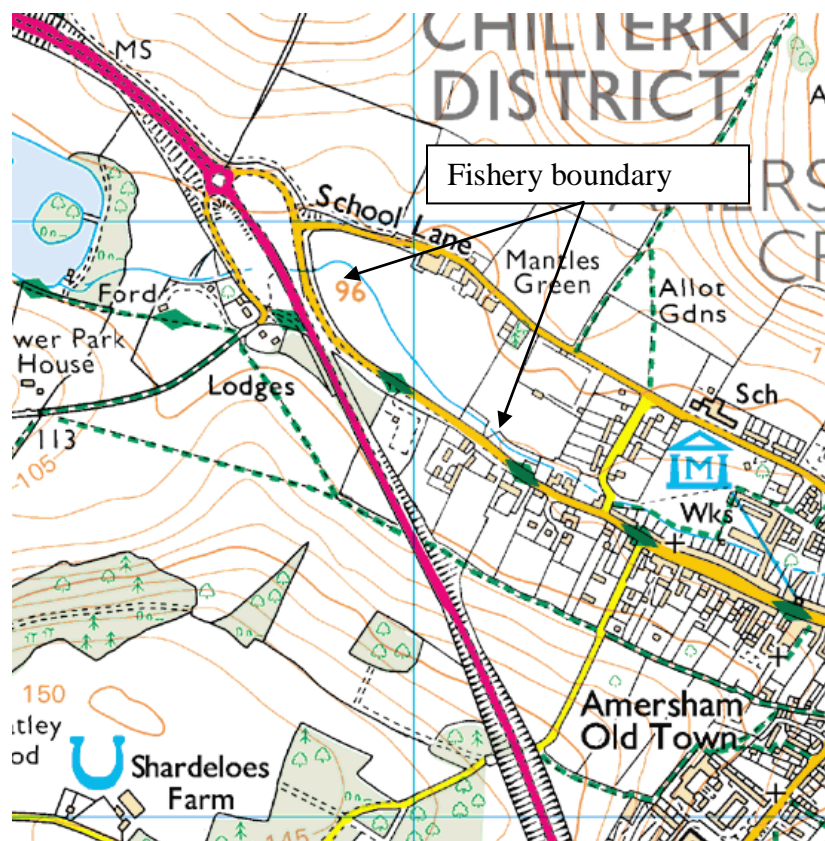 MS
CHILTERN
DISTRICT
Fishery boundary
School Lane
Mantles
Green
96
Allot
Gdns
Ford
wer Park
House
Lodges
Sch
113
105
M
Wks
150
Amersham
Old Town
atley
od
Shardeloes
Farm
145